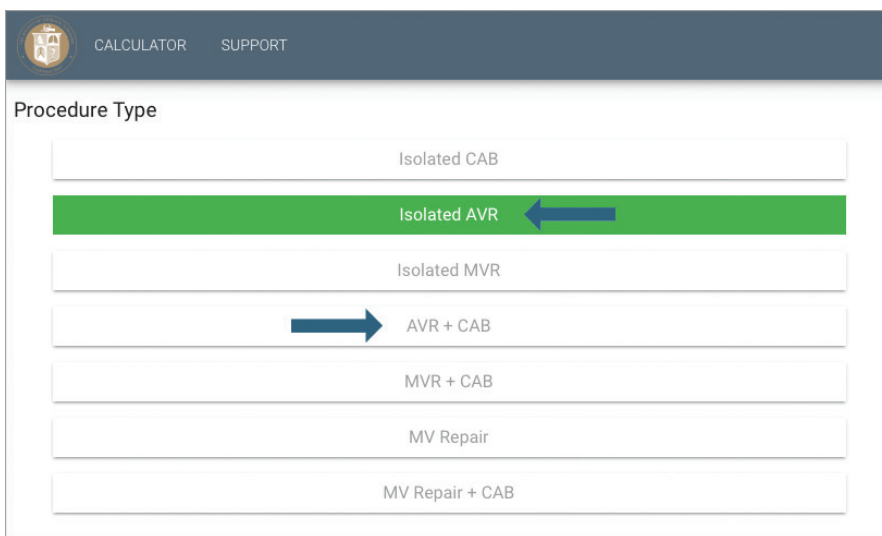 CALCULATOR SUPPORT
Procedure Type
Isolated CAB
Isolated AVR
Isolated MVR
AVR + CAB
MVR + CAB
MV Repair
MV Repair + CAB